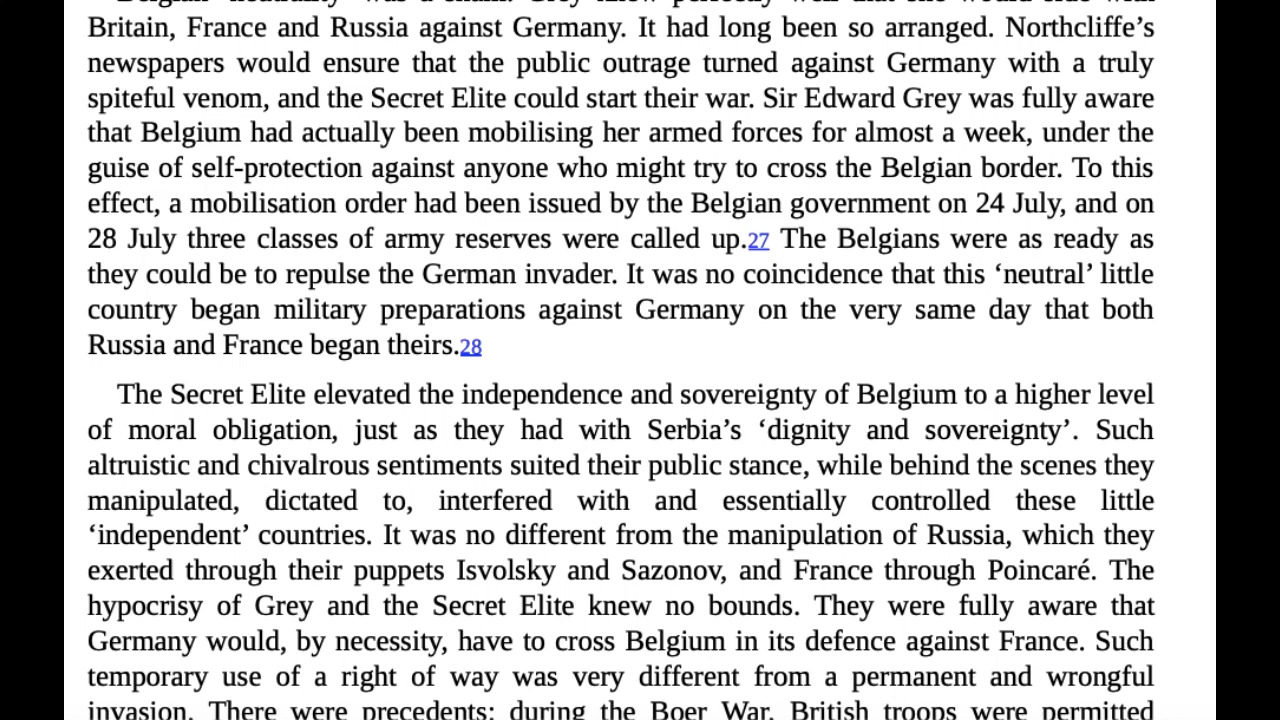 Belgian ‘neutrality’ was a sham. Grey knew perfectly well that she would side with
Britain, France and Russia against Germany. It had long been so arranged. Northcliffe’s
newspapers would ensure that the public outrage turned against Germany with a truly
spiteful venom, and the Secret Elite could start their war. Sir Edward Grey was fully aware
that Belgium had actually been mobilising her armed forces for almost a week, under the
guise of self-protection against anyone who might try to cross the Belgian border. To this
effect, a mobilisation order had been issued by the Belgian government on 24 July, and on
28 July three classes of army reserves were called up.27 The Belgians were as ready as
they could be to repulse the German invader. It was no coincidence that this ‘neutral’ little
country began military preparations against Germany on the very same day that both
Russia and France began theirs.28
The Secret Elite elevated the independence and sovereignty of Belgium to a higher level
of moral obligation, just as they had with Serbia’s ‘dignity and sovereignty’. Such
altruistic and chivalrous sentiments suited their public stance, while behind the scenes they
manipulated, dictated to, interfered with and essentially controlled these little
‘independent’ countries. It was no different from the manipulation of Russia, which they
exerted through their puppets Isvolsky and Sazonov, and France through Poincaré. The
hypocrisy of Grey and the Secret Elite knew no bounds. They were fully aware that
Germany would, by necessity, have to cross Belgium in its defence against France. Such
temporary use of a right of way was very different from a permanent and wrongful
invasion. There were precedents: during the Boer War, British troops were permitted